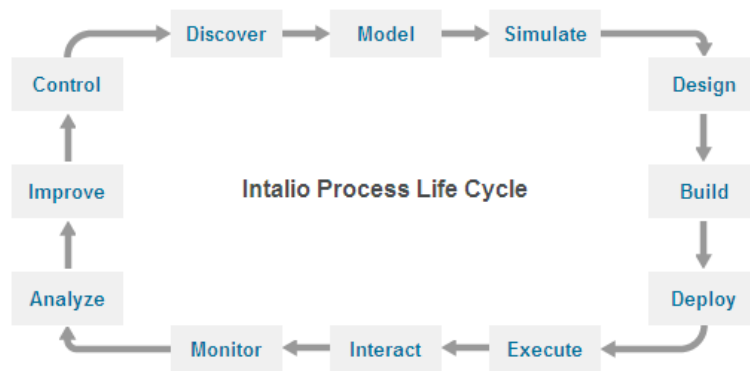 Discover
Model
Simulate
Control
Design
Improve
Intalio Process Life Cycle
Build
Analyze
Deploy
Monitor
Interact
Execute